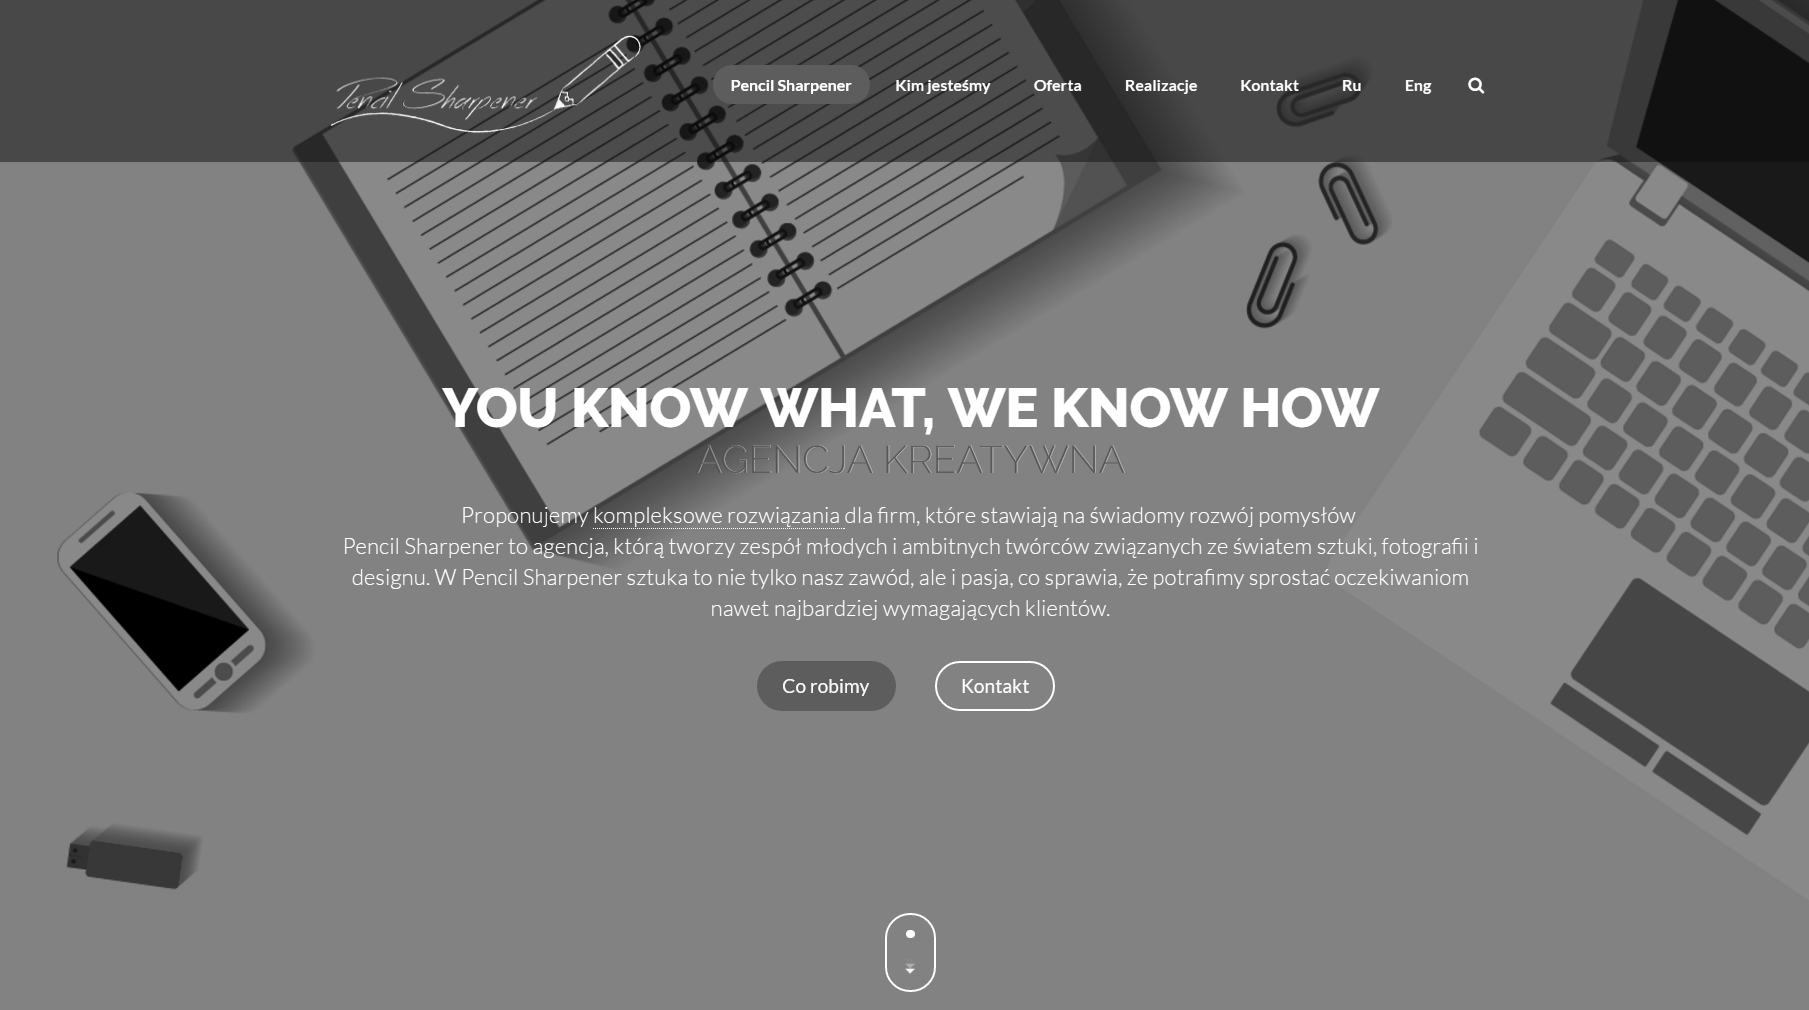 Pencil Sharpener
Pencil Sharpener Kim jesteśmy Oferta Realizacje Kontakt Ru Eng
YOU KNOW WHAT, WE KNOW HOW
AGENCJA KREATYWNA
Proponujemy kompleksowe rozwiązania dla firm, które stawiają na świadomy rozwój pomysłów
Pencil Sharpener to agencja, którą tworzy zespół młodych i ambitnych twórców związanych ze światem sztuki, fotografii i
designu. W Pencil Sharpener sztuka to nie tylko nasz zawód, ale i pasja, co sprawia, że potrafimy sprostać oczekiwaniom
nawet najbardziej wymagających klientów.
Co robimy Kontakt